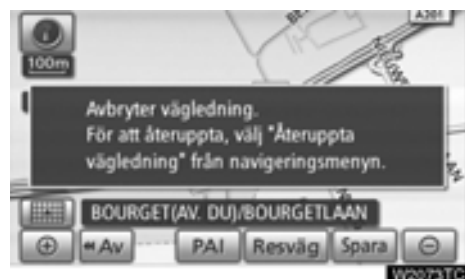 A201
100m
Avbryter vägledning.
För att återuppta, välj "Återuppta
vägledning" från navigeringsmenyn.
BOURGET(AV. DU)/BOURGETLAAN
Av PAI Resväg Spara
W2073TC